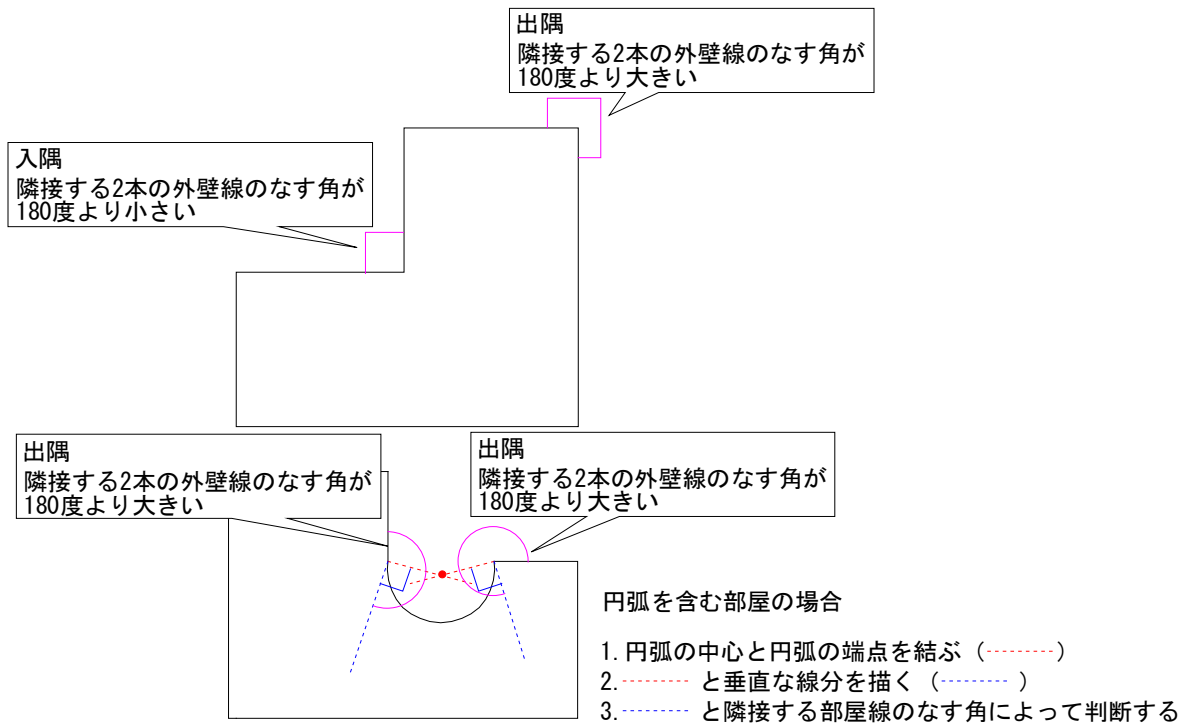 出隅
隣接する2本の外壁線のなす角が
180度より大きい
入隅
隣接する2本の外壁線のなす角が
180度より小さい
出隅
隣接する2本の外壁線のなす角が
180度より大きい
出隅
隣接する2本の外壁線のなす角が
180度より大きい
円弧を含む部屋の場合
1. 円弧の中心と円弧の端点を結ぶ（--------）
2. -------- と垂直な線分を描く（-------- ）
3. -------- と隣接する部屋線のなす角によって判断する